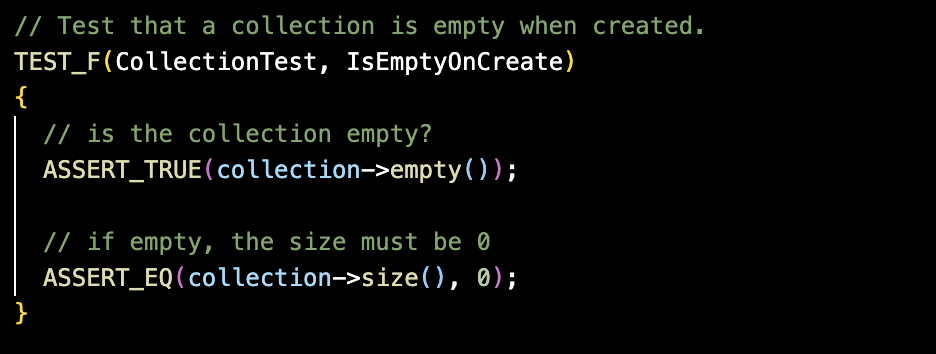 // Test that a collection is empty when created.
TEST_F(CollectionTest, IsEmptyOnCreate)
{
// is the collection empty?
ASSERT_TRUE(collection->empty());
// if empty, the size must be 0
ASSERT_EQ(collection->size(), 0);
}